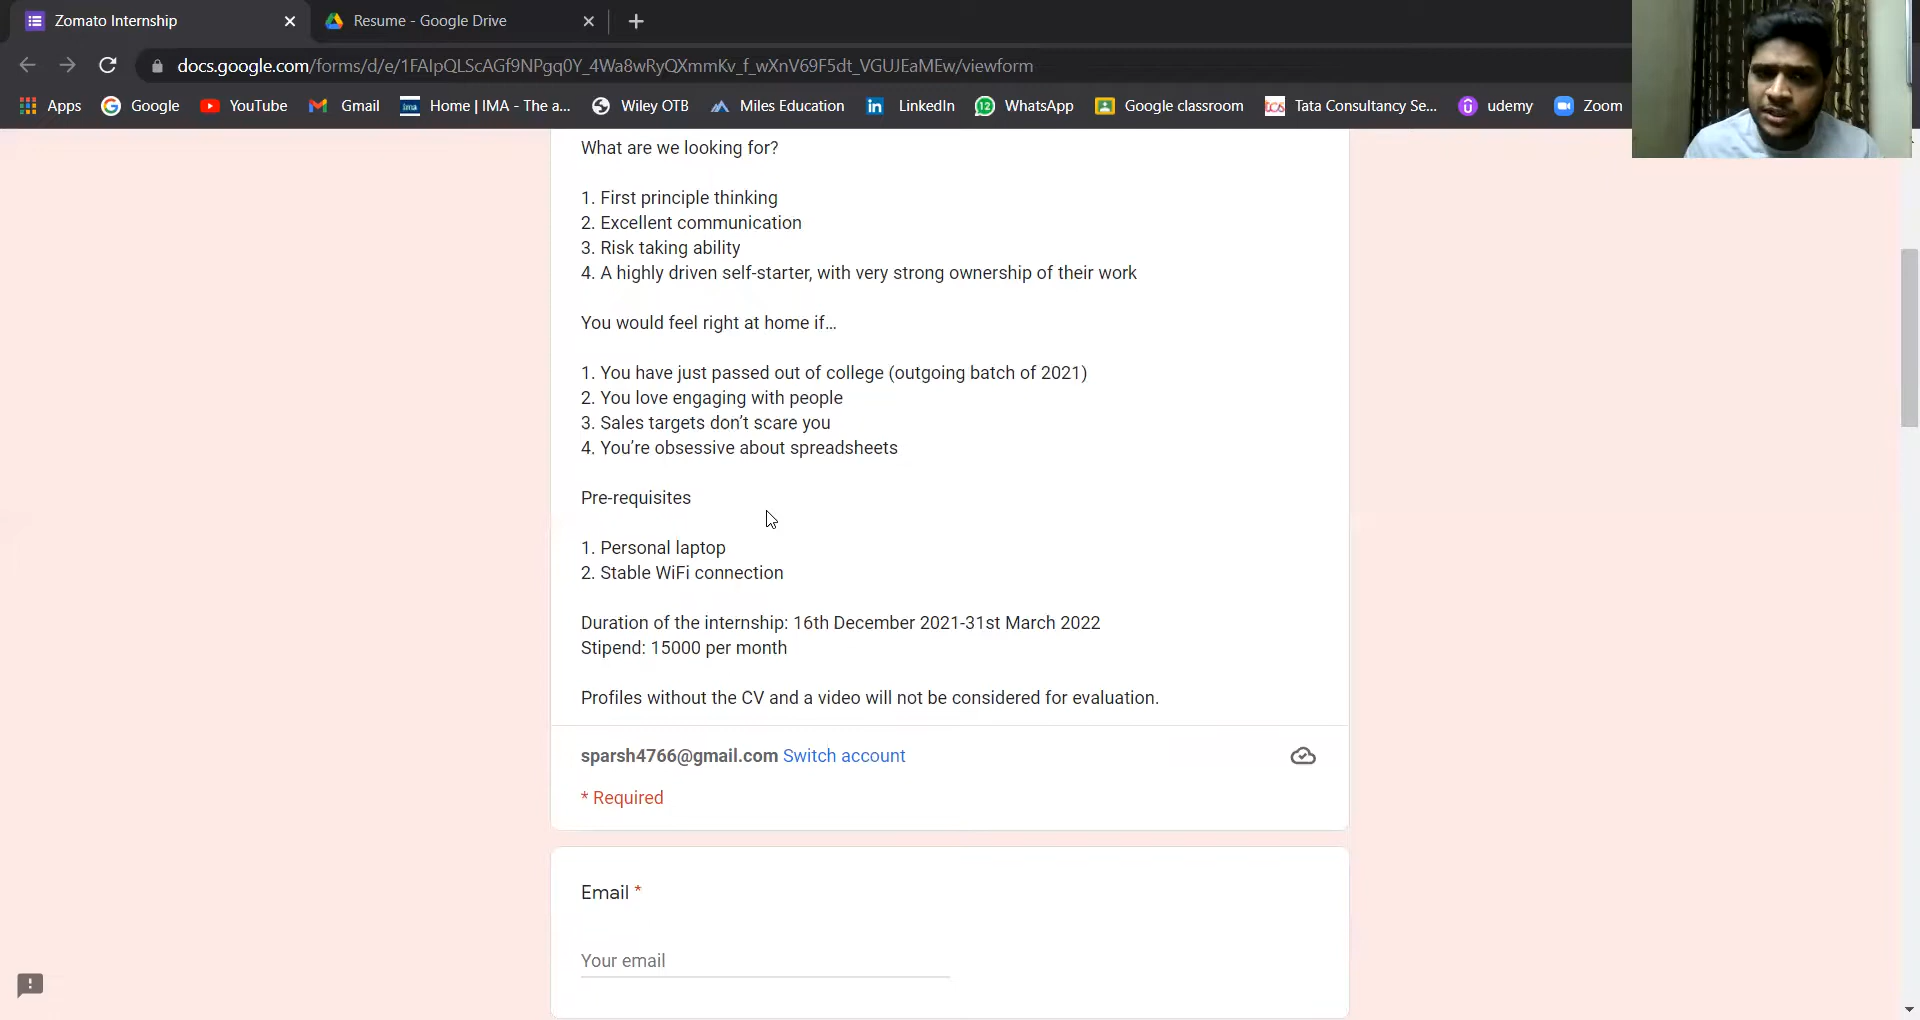 Zomato Internship
Resume - Google Drive
docs.google.com/forms/d/e/1FAIpQLScAGf9NPgq0Y_4Wa8wRyQXmmKv_f_wXnV69F5dt_VGUJEaMEw/viewform
Apps
Google
YouTube
Gmail
ima
Home | IMA - The a...
Wiley OTB
Miles Education
in
LinkedIn
12
WhatsApp
Google classroom
tcs
Tata Consultancy Se...
udemy
Zoom
What are we looking for?
1. First principle thinking
2. Excellent communication
3. Risk taking ability
4. A highly driven self-starter, with very strong ownership of their work
You would feel right at home if…
1. You have just passed out of college (outgoing batch of 2021)
2. You love engaging with people
3. Sales targets don’t scare you
4. You’re obsessive about spreadsheets
Pre-requisites
1. Personal laptop
2. Stable WiFi connection
Duration of the internship: 16th December 2021-31st March 2022
Stipend: 15000 per month
Profiles without the CV and a video will not be considered for evaluation.
sparsh4766@gmail.com Switch account
* Required
Email *
Your email